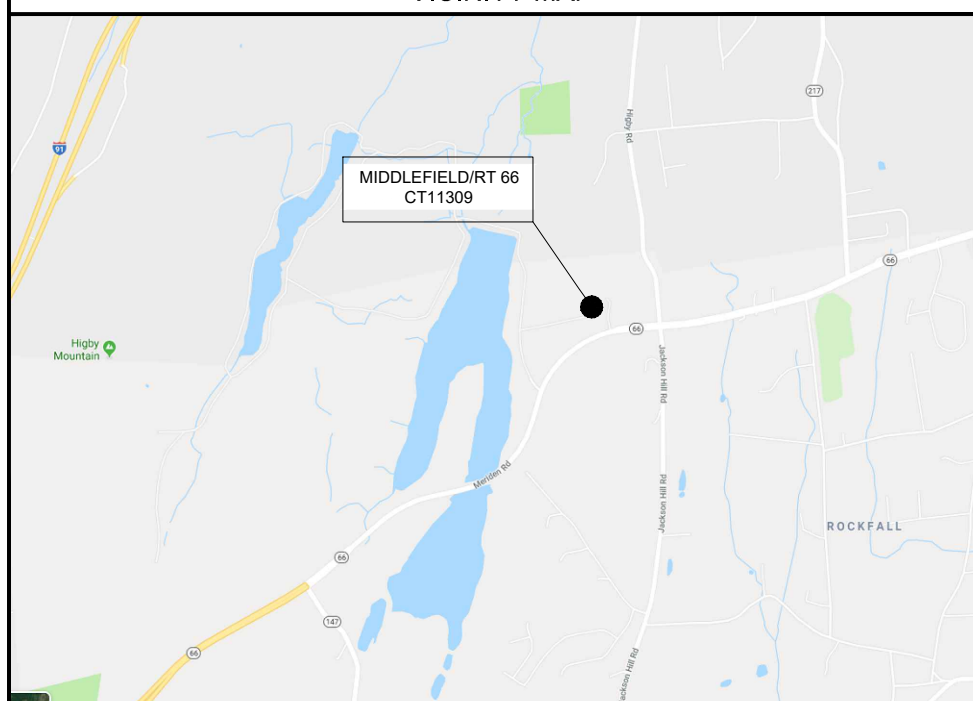 217
Higby Rd
91
MIDDLEFIELD/RT 66
CT11309
66
66
Higby
Mountain
Jackson Hill Rd
Meriden Rd
Jackson Hill Rd
ROCKFALL
66
147
66
Jackson Hill Rd